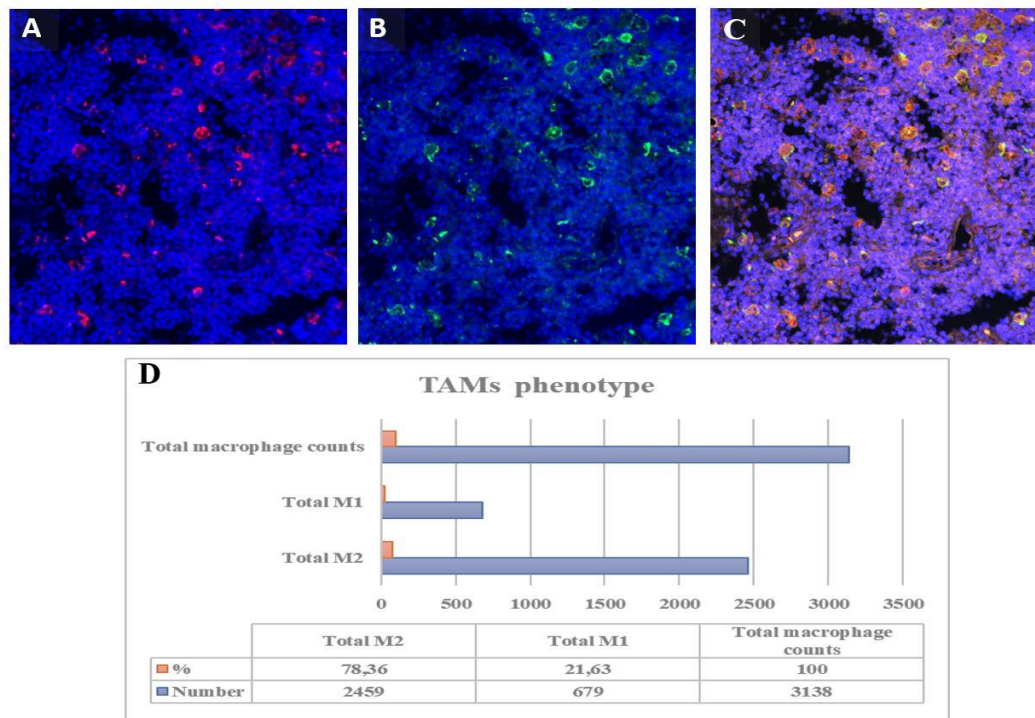 A B C
D
TAMs phenotype
Total macrophage counts
Total M1
Total M2
0 500 1000 1500 2000 2500 3000 3500
Total M2 Total M1 Total macrophage
counts
% 78,36 21,63 100
Number 2459 679 3138